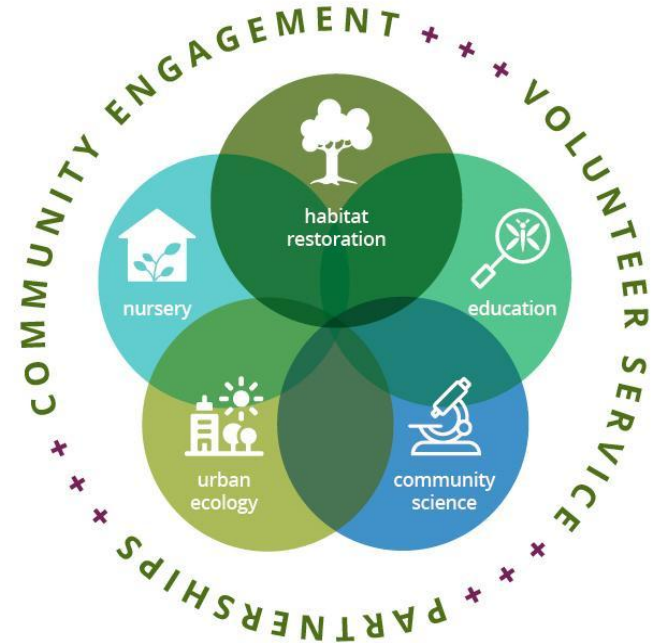 COMMUNITY ENGAGEMENT +++ VOLUNTEER SERVICE +++ PARTNERSHIPS +++
habitat
restoration
nursery
education
urban
ecology
community
science